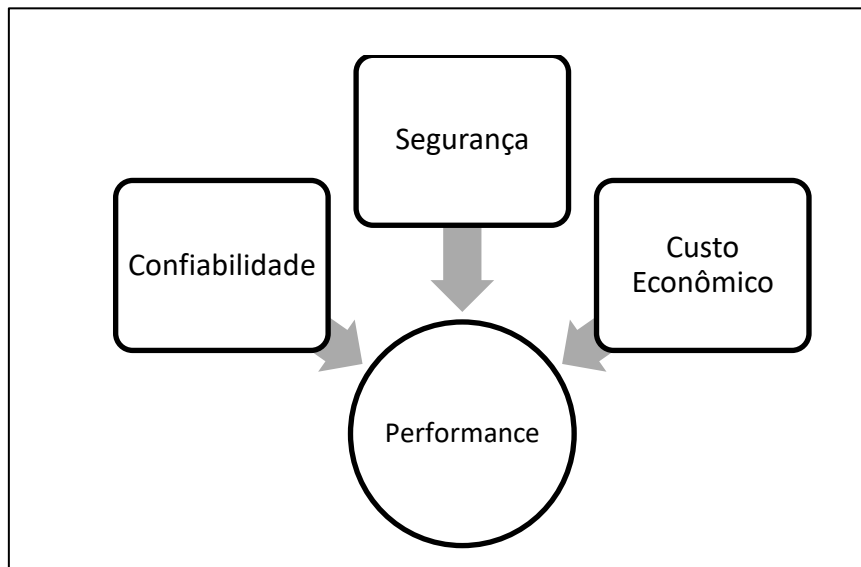 Segurança
Confiabilidade
Custo
Econômico
Performance